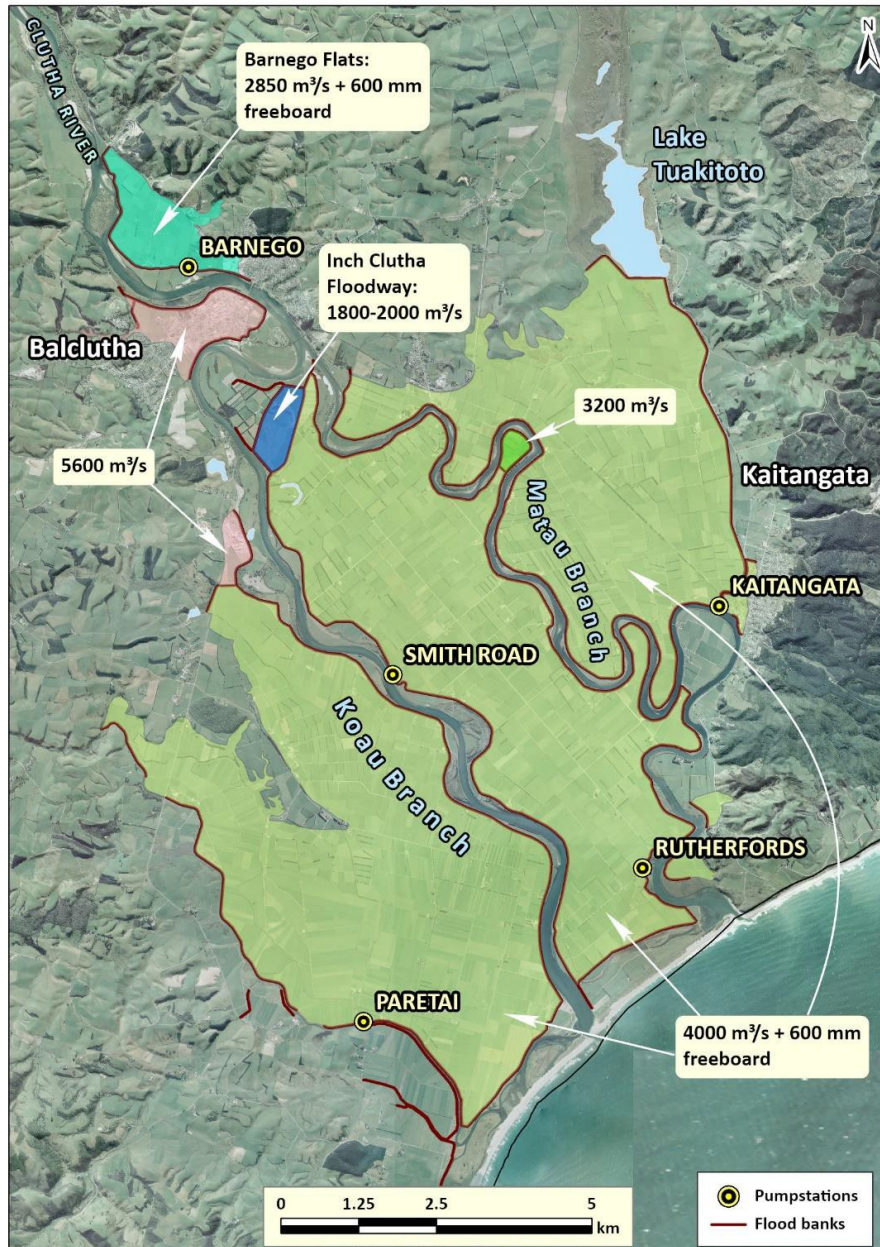 CLUTHA RIVER
Barnego Flats:
2850 m³/s + 600 mm
freeboard
N
Lake
Tuakitoto
BARNEGO
Inch Clutha
Floodway:
1800-2000 m³/s
Balclutha
3200 m³/s
5600 m³/s
Kaitangata
Matau Branch
KAITANGATA
SMITH ROAD
Koau Branch
RUTHERFORDS
PARETAI
4000 m³/s + 600 mm
freeboard
0 1.25 2.5 5
km
Pumpstations
Flood banks